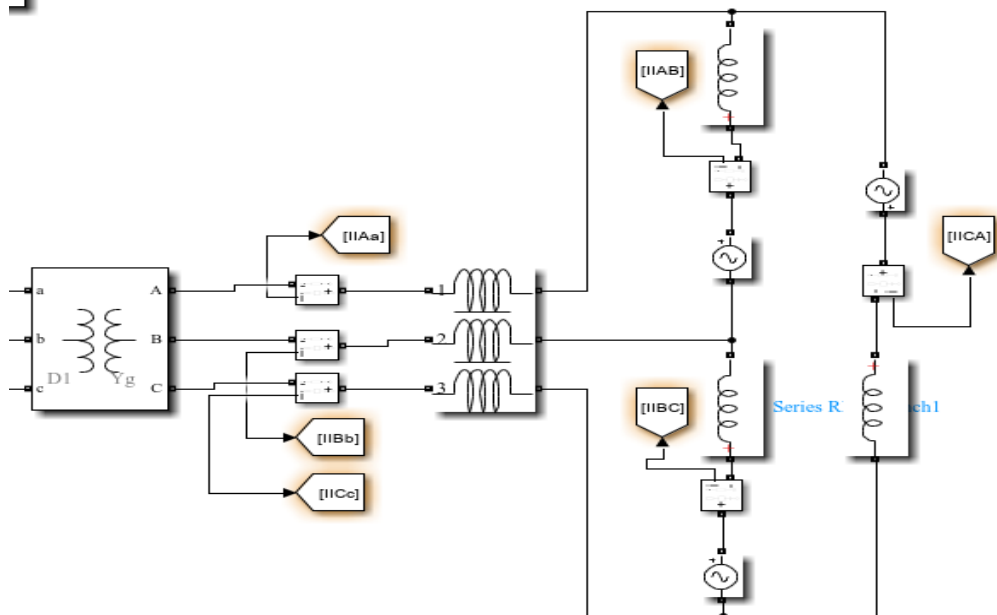 [IIAB]
[IIAa]
[IICA]
a
A
1
b
B
2
c
C
3
D1
Yg
[IIBC]
Series R
ch1
[IIBb]
[IICc]